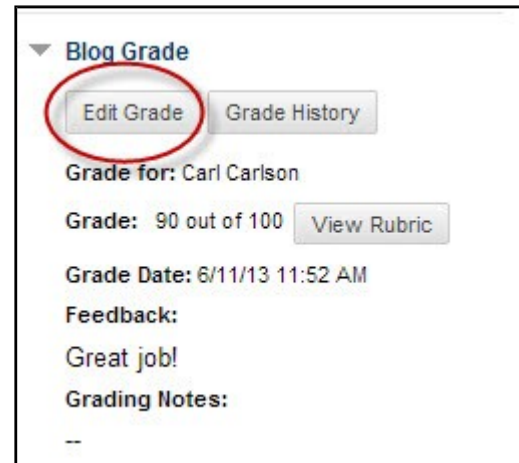 Blog Grade
Edit Grade Grade History
Grade for: Carl Carlson
Grade: 90 out of 100 View Rubric
Grade Date: 6/11/13 11:52 AM
Feedback:
Great job!
Grading Notes:
--